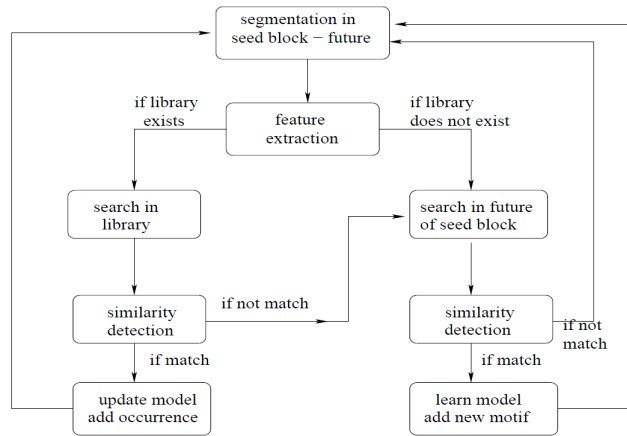 segmentation in
seed block − future
if library
exists
feature
extraction
if library
does not exist
search in
library
search in future
of seed block
similarity
detection
if not match
similarity
detection
if not
match
if match
if match
update model
add occurrence
learn model
add new motif